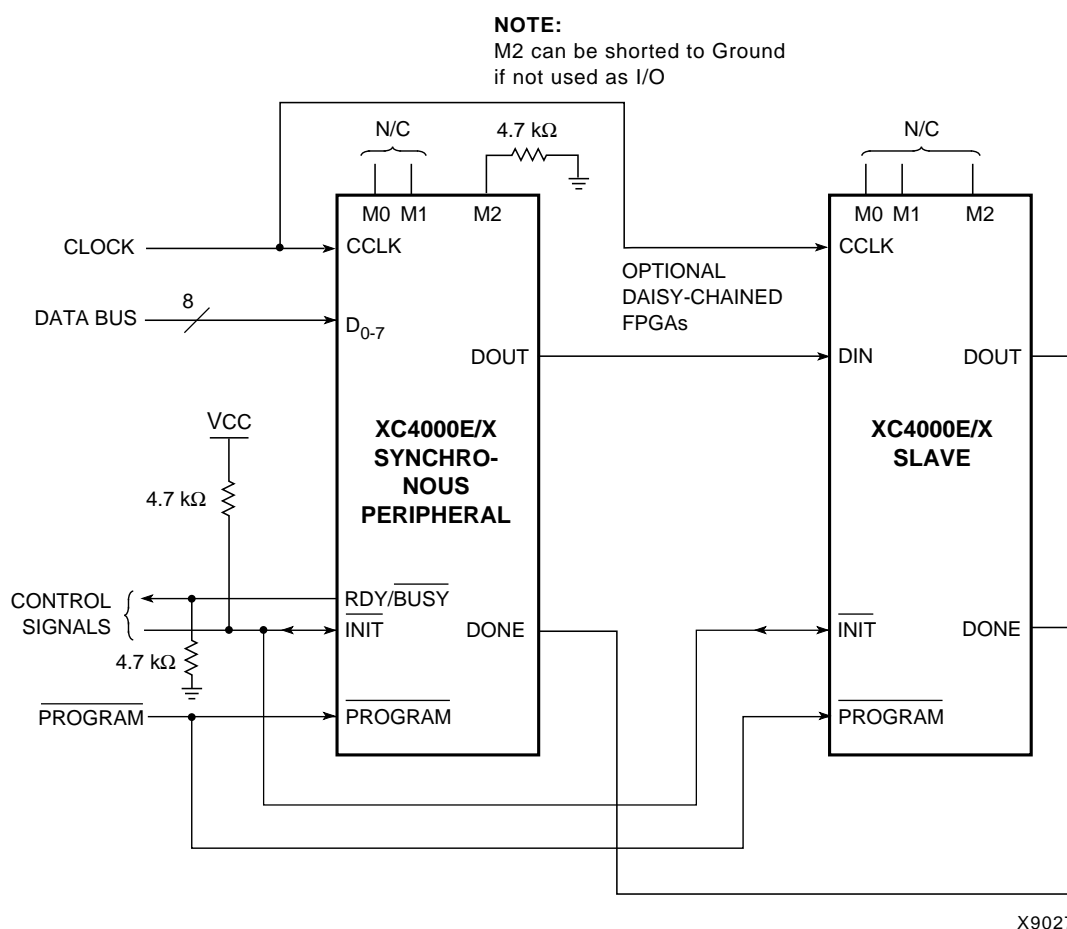 NOTE:
M2 can be shorted to Ground
if not used as I/O
N/C
4.7 kΩ
N/C
M0 M1 M2
M0 M1 M2
CLOCK
CCLK
CCLK
OPTIONAL
DAISY-CHAINED
FPGAs
DATA BUS
8
D0-7
DOUT
DIN
DOUT
VCC
4.7 kΩ
XC4000E/X
SYNCHRO-
NOUS
PERIPHERAL
XC4000E/X
SLAVE
CONTROL
SIGNALS
RDY/BUSY
INIT
DONE
INIT
DONE
4.7 kΩ
PROGRAM
PROGRAM
PROGRAM
X9027